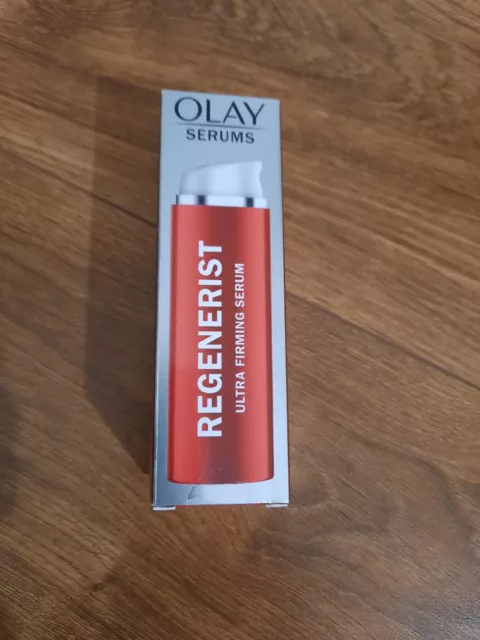 OLAY
SERUMS
REGENERIST
ULTRA FIRMING SERUM